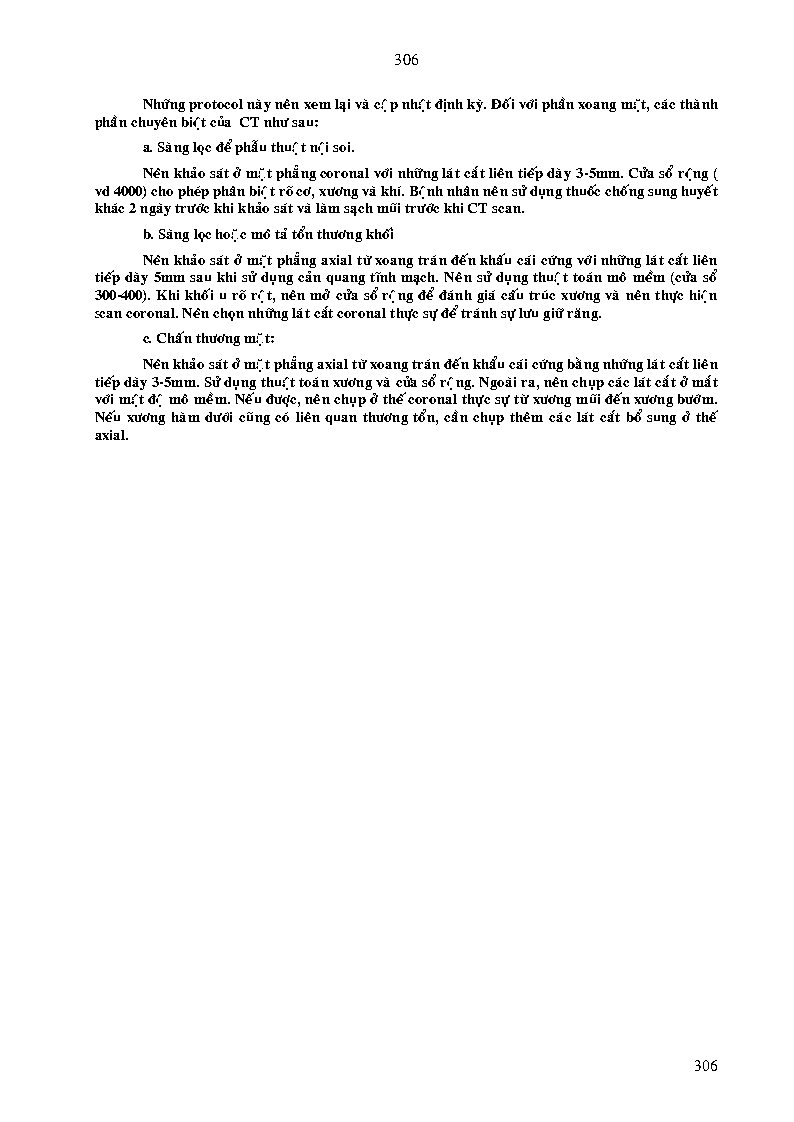 306
Những protocol này nên xem lại và cập nhật định kỳ. Đối với phần xoang mặt, các thành
phần chuyên biệt của CT như sau:
a. Sàng lọc để phẫu thuật nội soi.
Nên khảo sát ở mặt phẳng coronal với những lát cắt liên tiếp dày 3-5mm. Cửa sổ rộng (
vd 4000) cho phép phân biệt rõ cơ, xương và khí. Bệnh nhân nên sử dụng thuốc chống sung huyết
khác 2 ngày trước khi khảo sát và làm sạch mũi trước khi CT scan.
b. Sàng lọc hoặc mô tả tổn thương khối
Nên khảo sát ở mặt phẳng axial từ xoang trán đến khẩu cái cứng với những lát cắt liên
tiếp dày 5mm sau khi sử dụng cản quang tĩnh mạch. Nên sử dụng thuật toán mô mềm (cửa sổ
300-400). Khi khối u rõ rệt, nên mở cửa sổ rộng để đánh giá cấu trúc xương và nên thực hiện
scan coronal. Nên chọn những lát cắt coronal thực sự để tránh sự lưu giữ răng.
c. Chấn thương mặt:
Nên khảo sát ở mặt phẳng axial từ xoang trán đến khẩu cái cứng bằng những lát cắt liên
tiếp dày 3-5mm. Sử dụng thuật toán xương và cửa sổ rộng. Ngoài ra, nên chụp các lát cắt ở mắt
với mật độ mô mềm. Nếu được, nên chụp ở thế coronal thực sự từ xương mũi đến xương bướm.
Nếu xương hàm dưới cũng có liên quan thương tổn, cần chụp thêm các lát cắt bổ sung ở thế
axial.
306